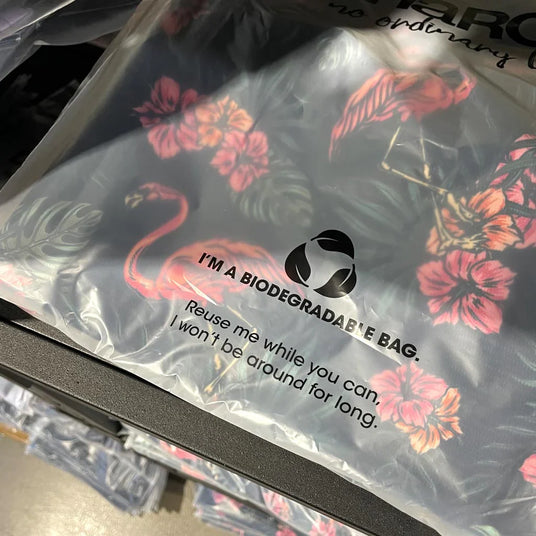 no ordinary
I'M A BIODEGRADABLE BAG.
Reuse me while you can,
I won't be around for long.